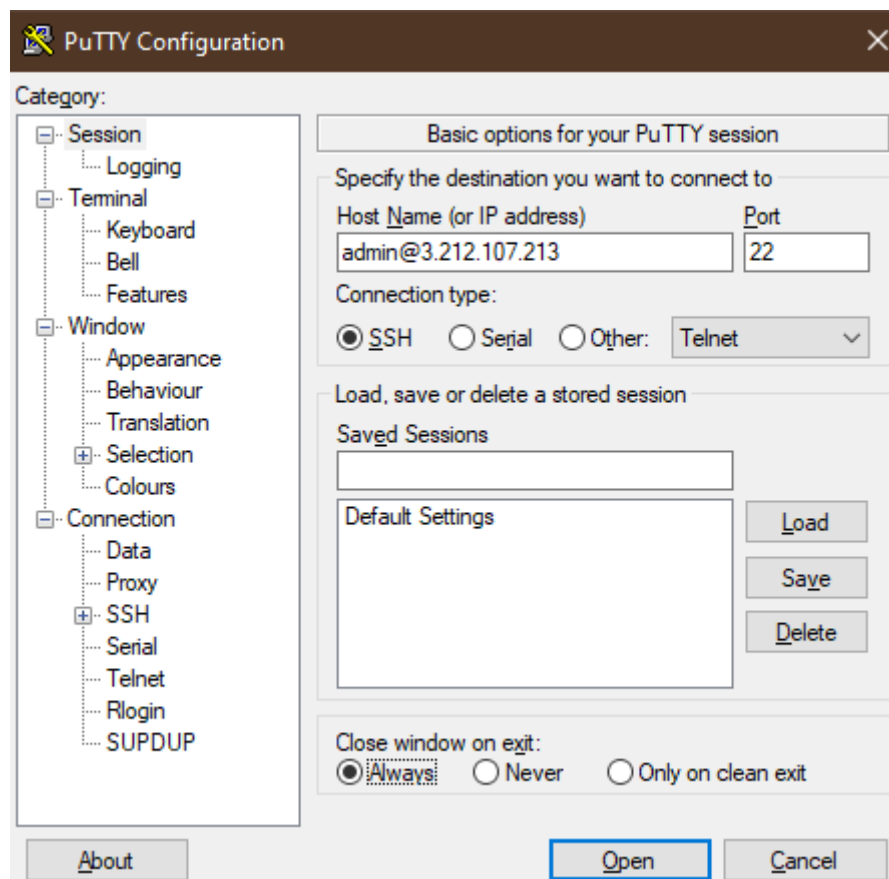 PuTTY Configuration
Category:
Session
Logging
Terminal
Keyboard
Bell
Features
Window
Appearance
Behaviour
Translation
Selection
Colours
Connection
Data
Proxy
SSH
Serial
Telnet
Rlogin
SUPDUP
Basic options for your PuTTY session
Specify the destination you want to connect to
Host Name (or IP address) Port
admin@3.212.107.213 22
Connection type:
SSH Serial Other: Telnet
Load, save or delete a stored session
Saved Sessions
Default Settings
Load
Save
Delete
Close window on exit:
Always Never Only on clean exit
About Open Cancel